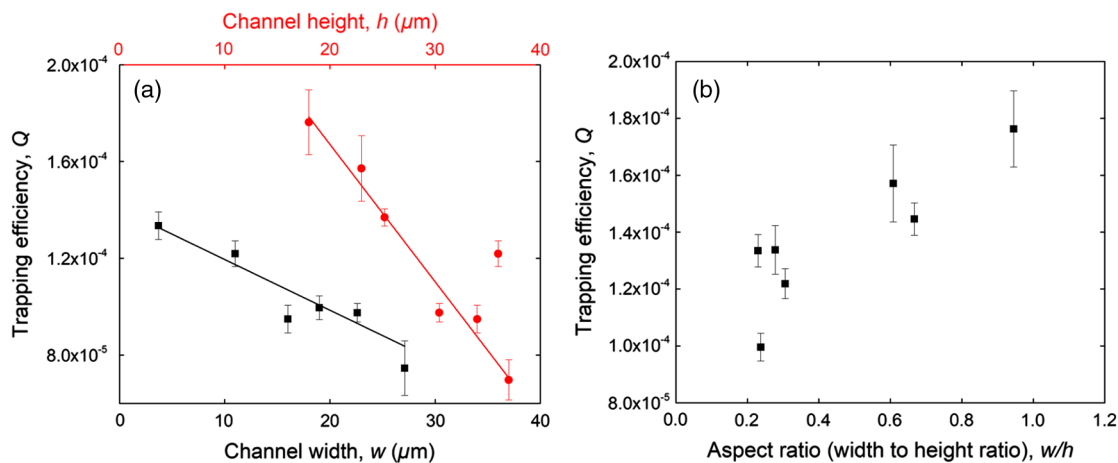 Channel height, h (µm)
0 10 20 30 40
(a)
Trapping efficiency, Q
2.0x10⁻⁴
1.6x10⁻⁴
1.2x10⁻⁴
8.0x10⁻⁵
0 10 20 30 40
Channel width, w (µm)
(b)
Trapping efficiency, Q
2.0x10⁻⁴
1.8x10⁻⁴
1.6x10⁻⁴
1.4x10⁻⁴
1.2x10⁻⁴
1.0x10⁻⁴
8.0x10⁻⁵
0.0 0.2 0.4 0.6 0.8 1.0 1.2
Aspect ratio (width to height ratio), w/h